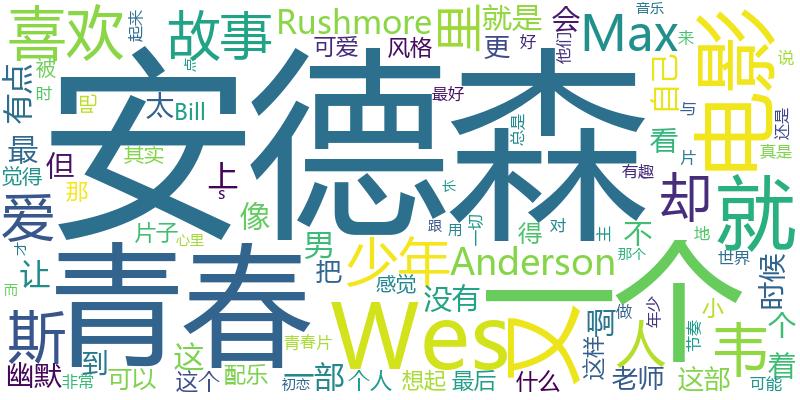 喜欢
起来
点
故事
Rushmore
里
就是
会
音乐
好
他们
来
电影
可爱
风格
更
Max
自己
说
被
时
有点
吧
太
Bill
安德森
最好
总是
看
与
还是
片
真是
最
但
其实
上
却
就
觉得
那
s
有趣
爱
像
长
跟
用
一切
对
不
主
地
片子
心里
男
得
那个
世界
让
才
青春
少年
Anderson
一个
时候
把
感觉
没有
斯
而
到
这
青春片
Wes
又
啊
做
年少
小
人
节奏
韦
个
着
幽默
非常
可以
这个
配乐
初恋
一部
个人
想起
最后
什么
这样
老师
这部
可能